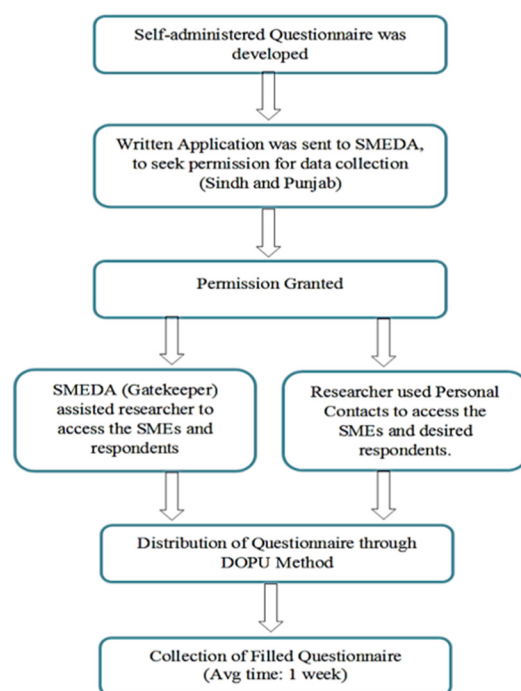 Self-administered Questionnaire was
developed
Written Application was sent to SMEDA,
to seek permission for data collection
(Sindh and Punjab)
Permission Granted
SMEDA (Gatekeeper)
assisted researcher to
access the SMEs and
respondents
Researcher used Personal
Contacts to access the
SMEs and desired
respondents.
Distribution of Questionnaire through
DOPU Method
Collection of Filled Questionnaire
(Avg time: 1 week)